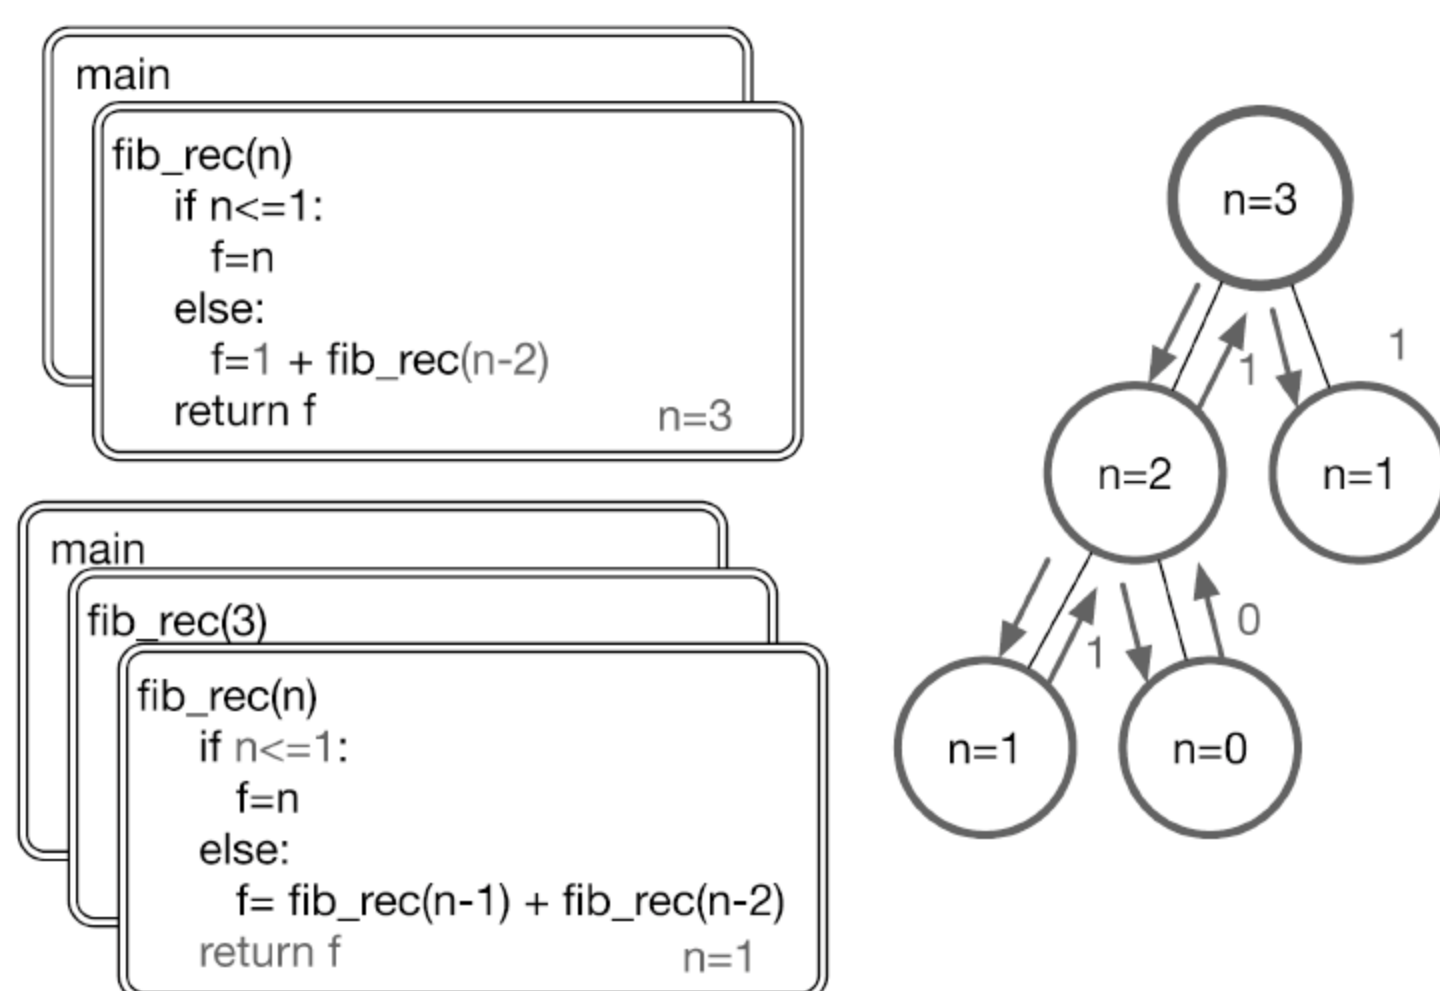 main
fib_rec(n)
if n<=1:
f=n
else:
f=1 + fib_rec(n-2)
return f
n=3
main
fib_rec(3)
fib_rec(n)
if n<=1:
f=n
else:
f= fib_rec(n-1) + fib_rec(n-2)
return f
n=1
n=3
1
1
n=2
n=1
1
0
n=1
n=0